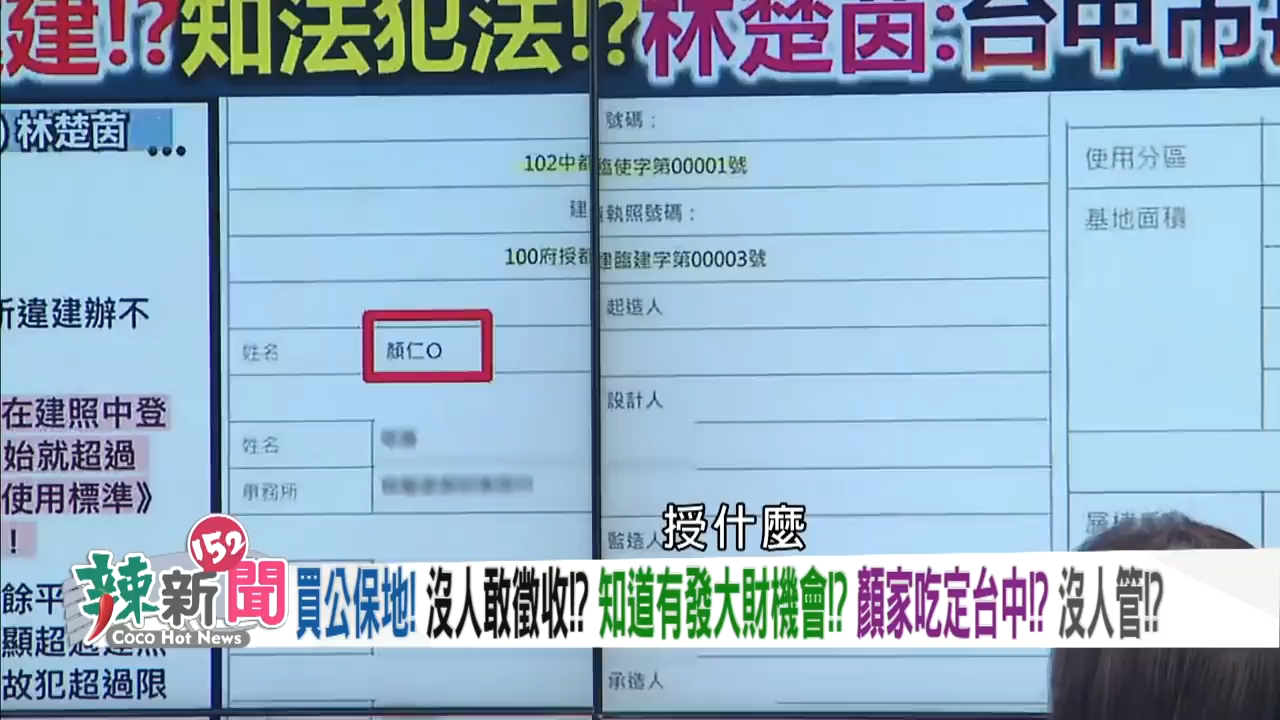 建!?知法犯法!?林楚茵:台中市
林楚茵...
所違建辦不
在建照中登
始就超過
使用標準》
!
餘平
顯超過
故犯超過限
號碼:
102中都臨使字第00001號
建 執照號碼:
100府授都建臨建字第00003號
起造人
姓名 顏仁O
設計人
姓名
事務所
監造人
承造人
使用分區
基地面積
授什麼
辣新聞 152
Coco Hot News
買公保地! 沒人敢徵收!? 知道有發大財機會!? 顏家吃定台中!? 沒人管!?